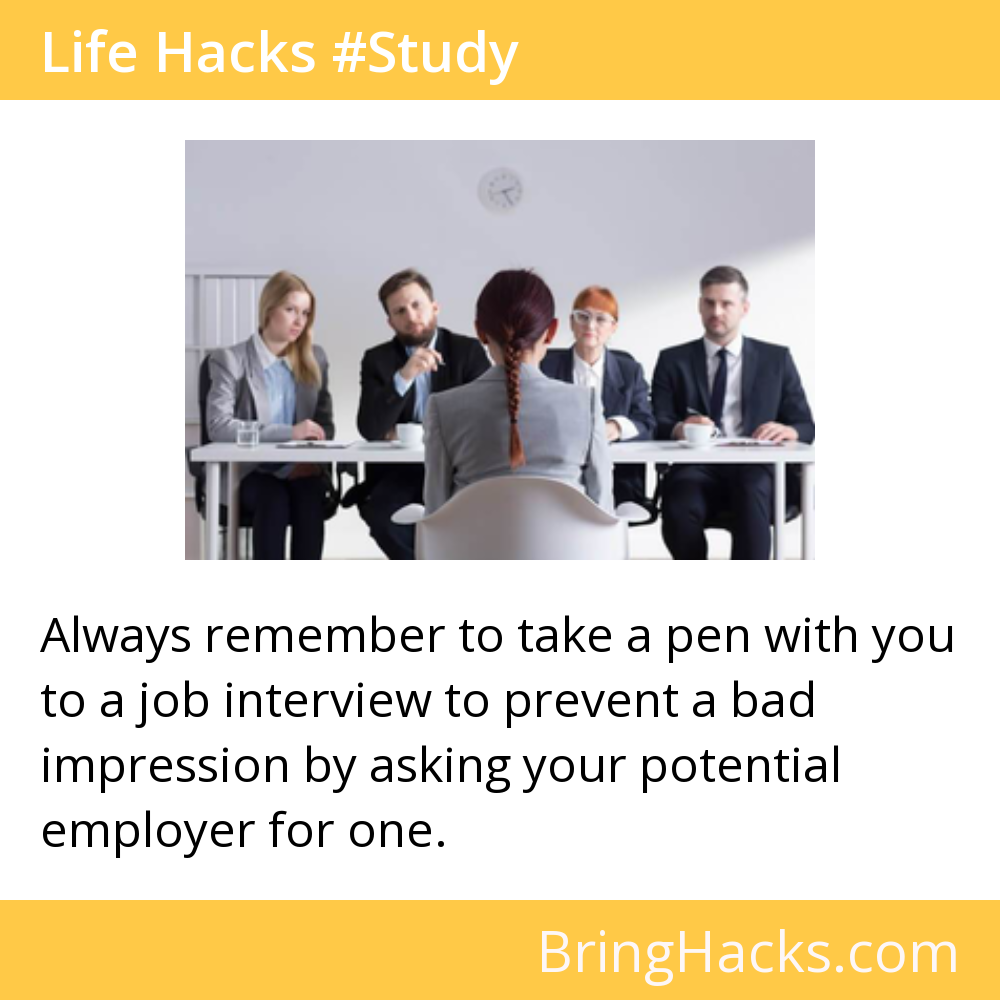 Life Hacks #Study
Always remember to take a pen with you
to a job interview to prevent a bad
impression by asking your potential
employer for one.
BringHacks.com